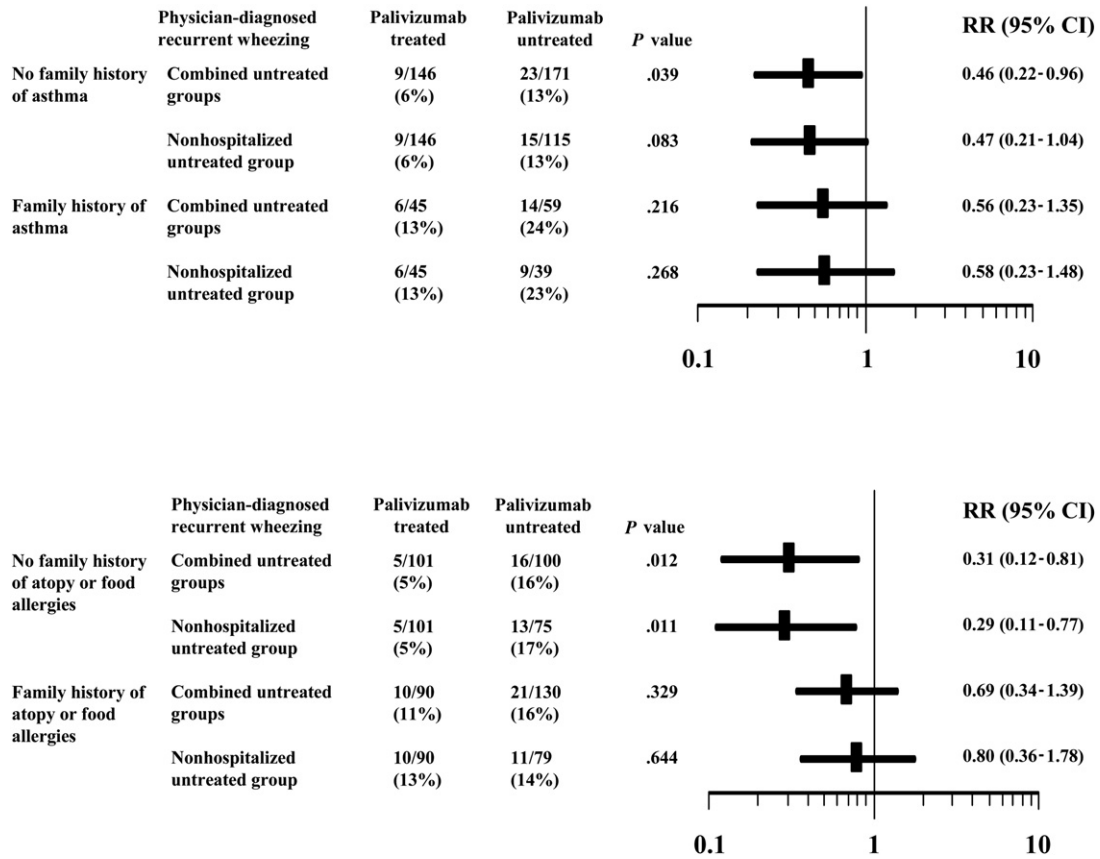 Physician-diagnosed Palivizumab Palivizumab RR (95% CI)
recurrent wheezing treated untreated P value
No family history Combined untreated 9/146 23/171 .039 0.46 (0.22-0.96)
of asthma groups (6%) (13%)
Nonhospitalized 9/146 15/115 .083 0.47 (0.21-1.04)
untreated group (6%) (13%)
Family history of Combined untreated 6/45 14/59 .216 0.56 (0.23-1.35)
asthma groups (13%) (24%)
Nonhospitalized 6/45 9/39 .268 0.58 (0.23-1.48)
untreated group (13%) (23%)
0.1 1 10
Physician-diagnosed Palivizumab Palivizumab RR (95% CI)
recurrent wheezing treated untreated P value
No family history Combined untreated 5/101 16/100 .012 0.31 (0.12-0.81)
of atopy or food groups (5%) (16%)
allergies
Nonhospitalized 5/101 13/75 .011 0.29 (0.11-0.77)
untreated group (5%) (17%)
Family history of Combined untreated 10/90 21/130 .329 0.69 (0.34-1.39)
atopy or food groups (11%) (16%)
allergies
Nonhospitalized 10/90 11/79 .644 0.80 (0.36-1.78)
untreated group (13%) (14%)
0.1 1 10